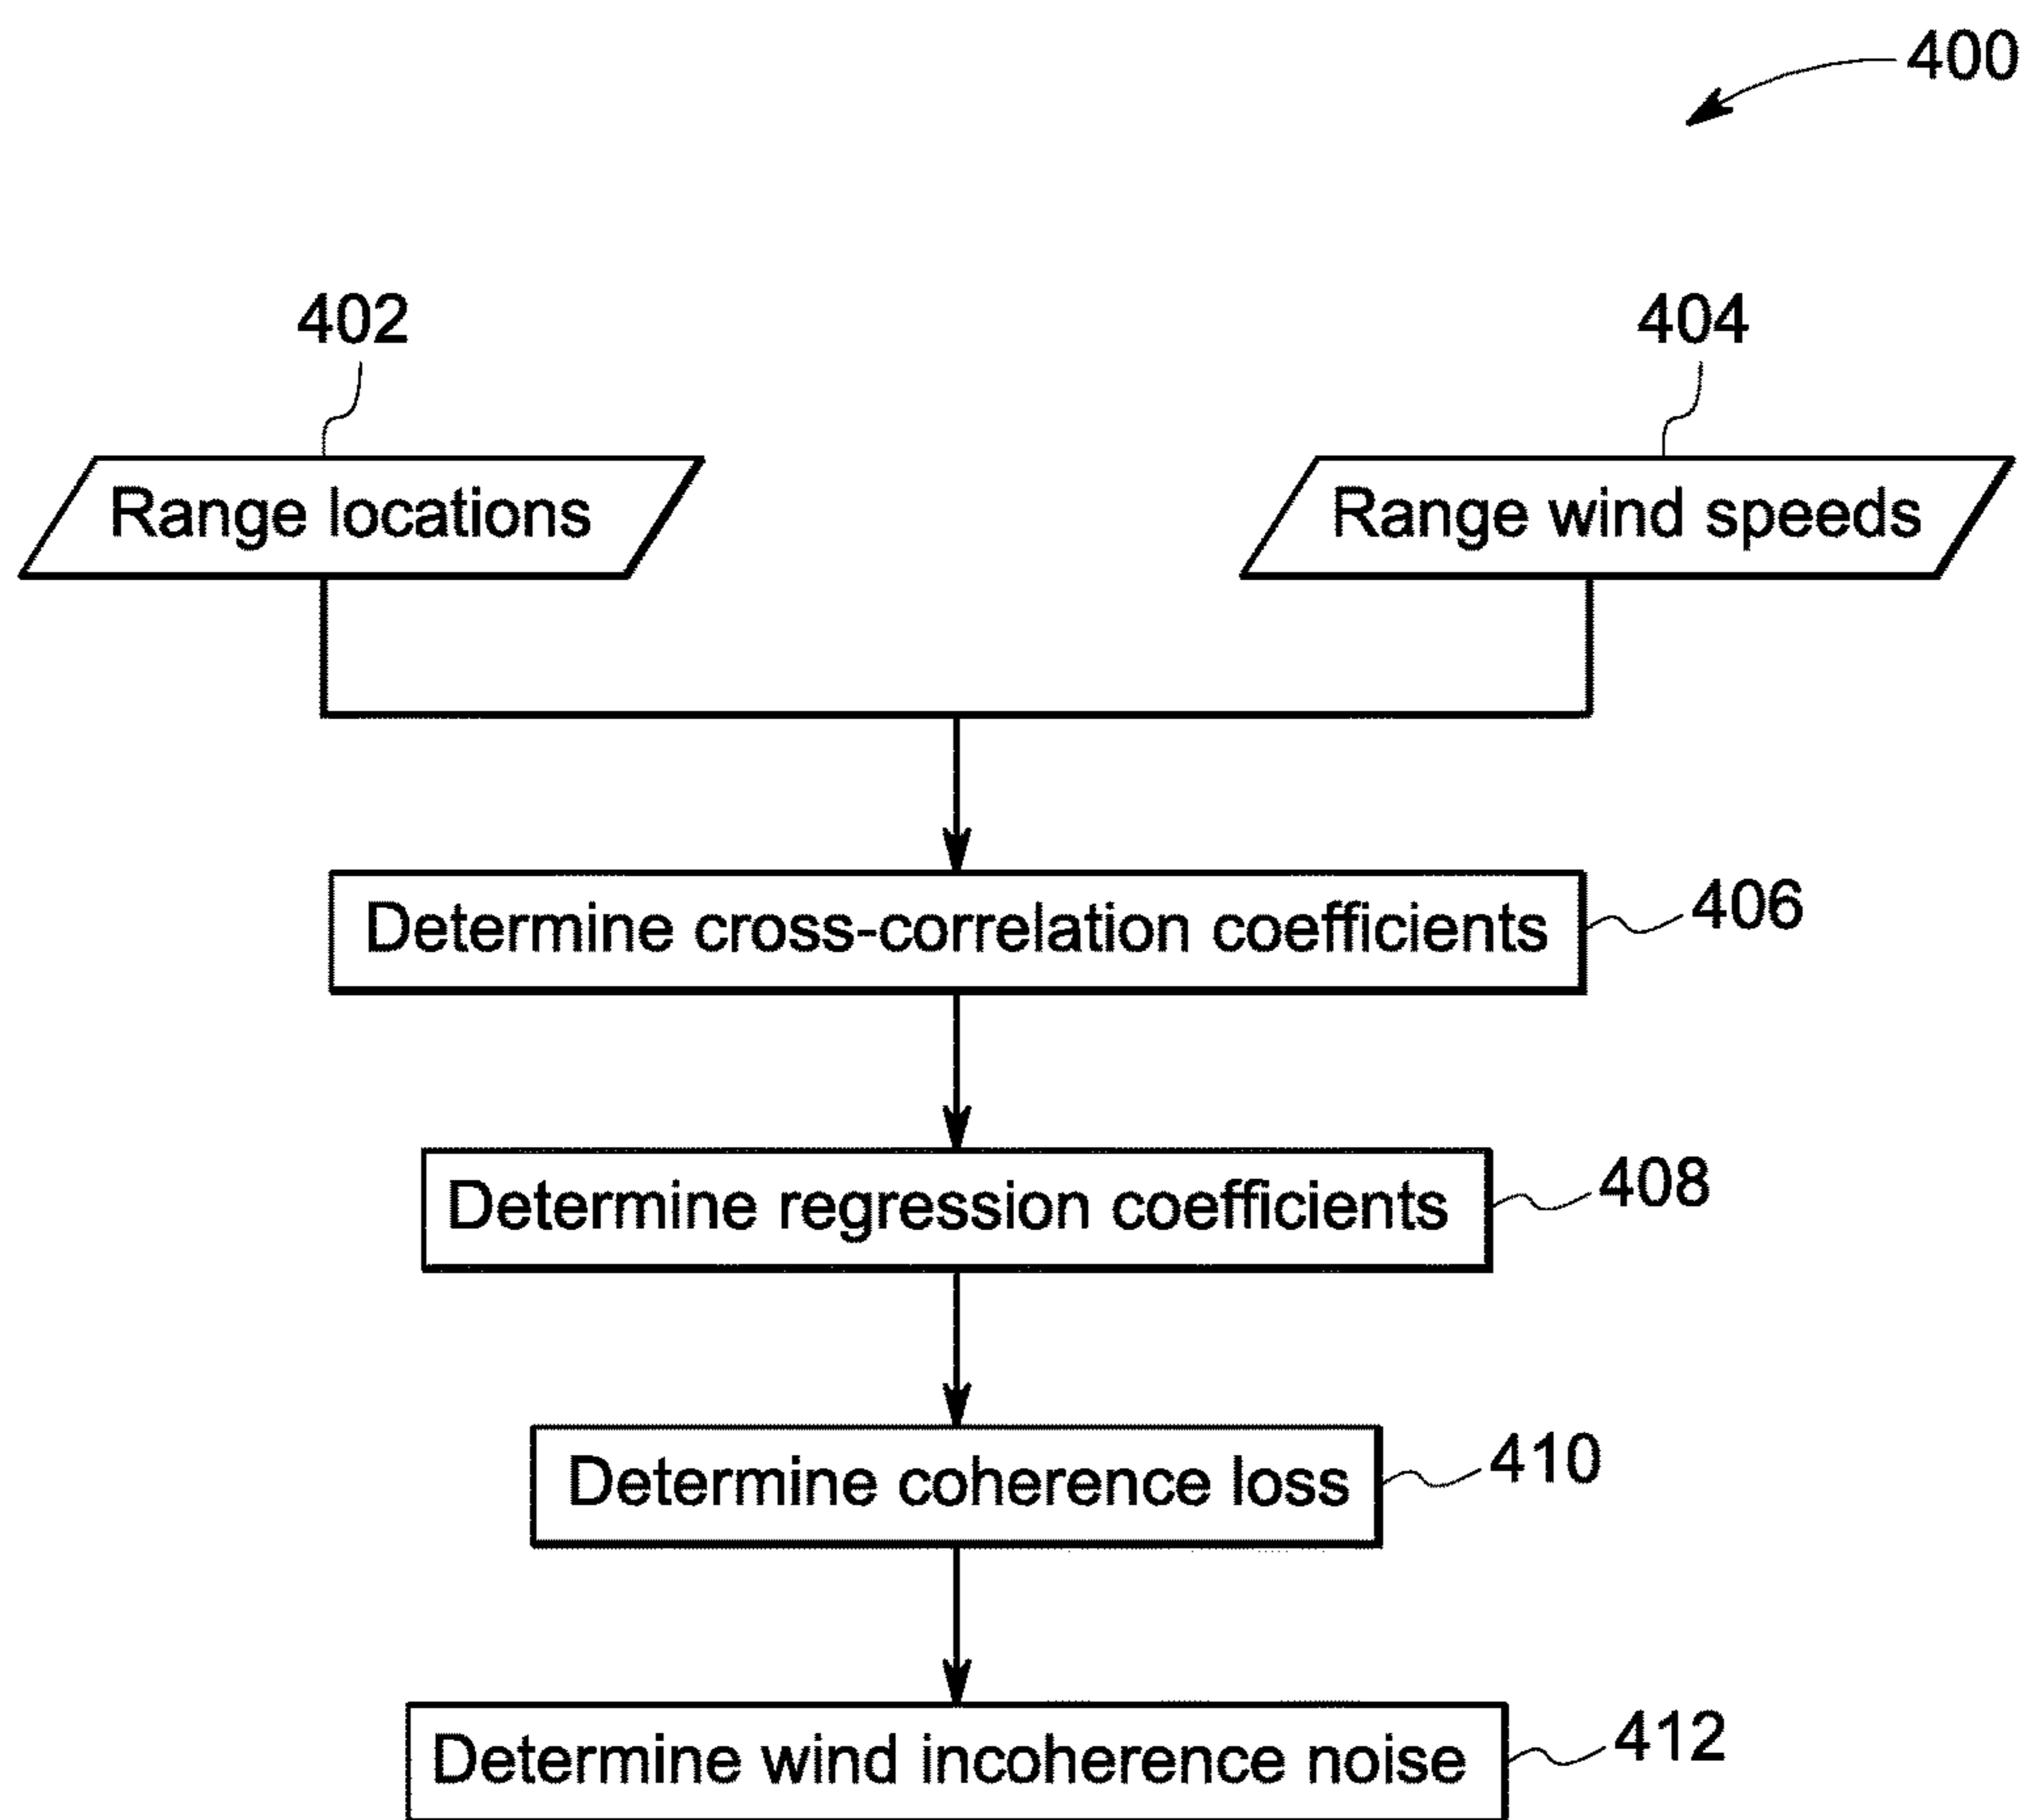 400
402
404
Range locations
Range wind speeds
Determine cross-correlation coefficients
406
Determine regression coefficients
408
Determine coherence loss
410
Determine wind incoherence noise
412